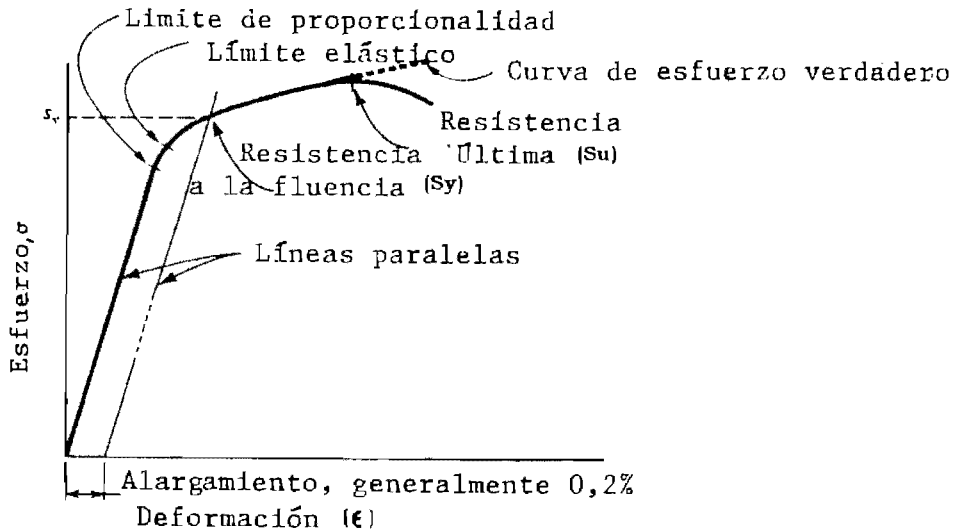 Limite de proporcionalidad
Límite elástico
Curva de esfuerzo verdadero
Resistencia
Última (Su)
Resistencia
a la fluencia (Sy)
Líneas paralelas
Esfuerzo,σ
Alargamiento, generalmente 0,2%
Deformación (ϵ)